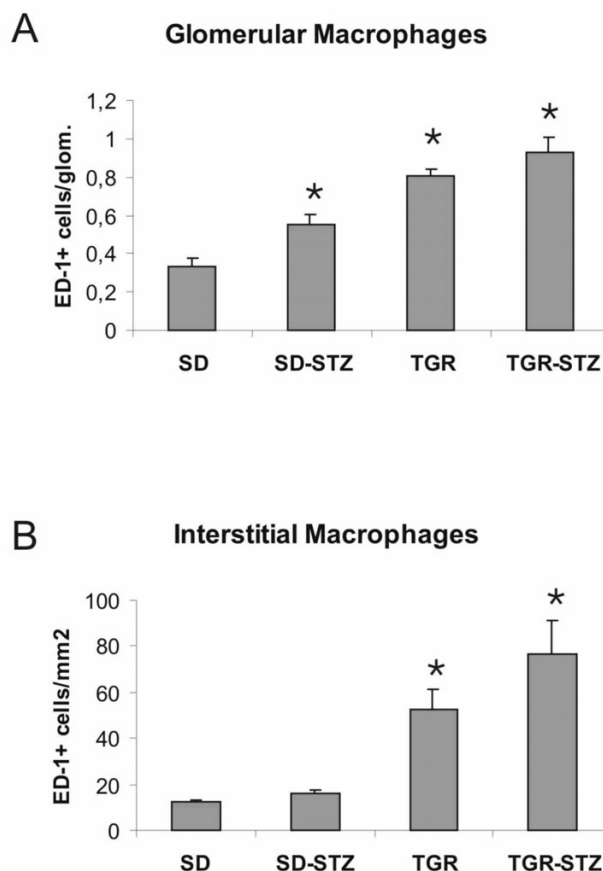 A
Glomerular Macrophages
ED-1+ cells/glom.
1,2
1
0,8
0,6
0,4
0,2
0
*
*
*
SD
SD-STZ
TGR
TGR-STZ
B
Interstitial Macrophages
ED-1+ cells/mm2
100
80
60
40
20
0
*
*
SD
SD-STZ
TGR
TGR-STZ